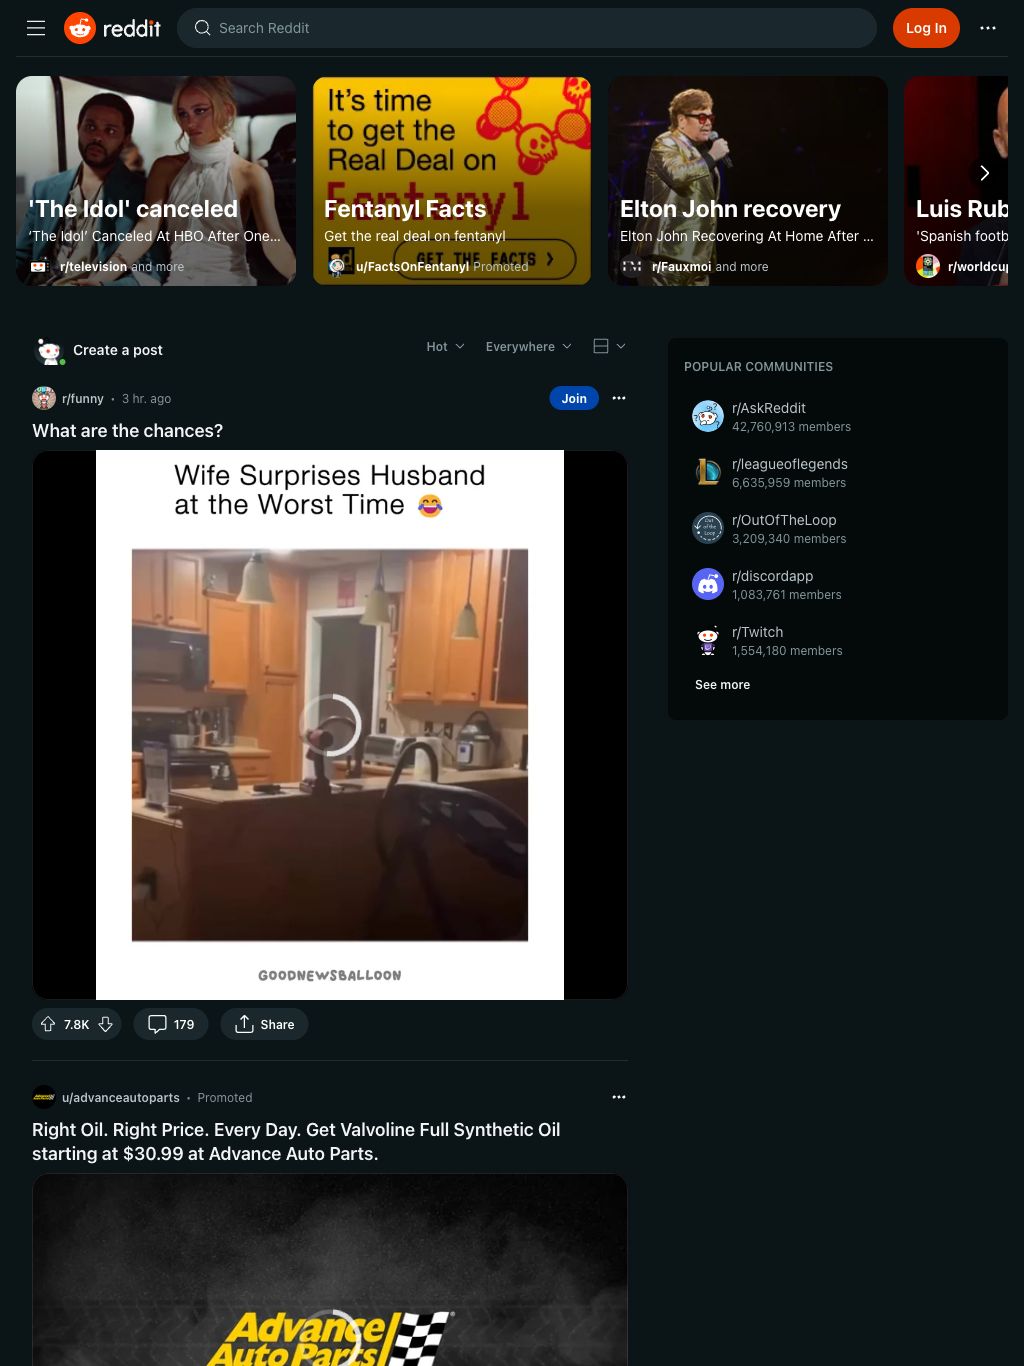 reddit
Search Reddit
Log In
It's time
to get the
Real Deal on
Fentanyl
'The Idol' canceled
'The Idol' Canceled At HBO After One...
r/television and more
Fentanyl Facts
Get the real deal on fentanyl
GET THE FACTS
u/FactsOnFentanyl Promoted
Elton John recovery
Elton John Recovering At Home After ...
r/Fauxmoi and more
Luis Rub
'Spanish footb
r/worldcup
Create a post
Hot
Everywhere
r/funny • 3 hr. ago
Join
What are the chances?
Wife Surprises Husband
at the Worst Time 😂
GOODNEWSBALLOON
7.8K
179
Share
u/advanceautoparts • Promoted
Right Oil. Right Price. Every Day. Get Valvoline Full Synthetic Oil
starting at $30.99 at Advance Auto Parts.
Advance
Auto Parts
POPULAR COMMUNITIES
r/AskReddit
42,760,913 members
r/leagueoflegends
6,635,959 members
r/OutOfTheLoop
3,209,340 members
r/discordapp
1,083,761 members
r/Twitch
1,554,180 members
See more